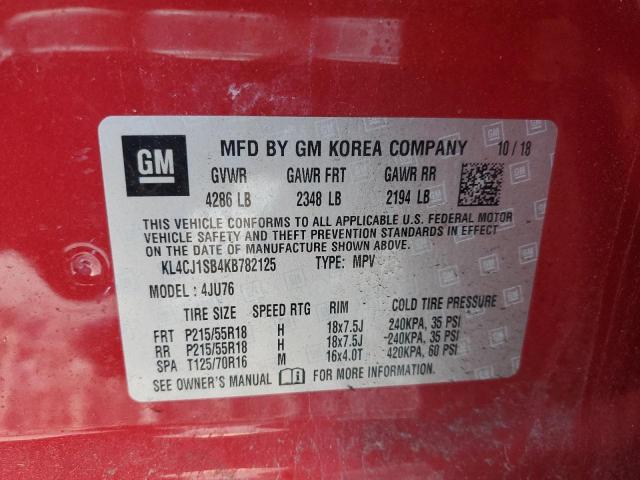 GM MFD BY GM KOREA COMPANY 10 / 18
GVWR GAWR FRT GAWR RR
4286 LB 2348 LB 2194 LB
THIS VEHICLE CONFORMS TO ALL APPLICABLE U.S. FEDERAL MOTOR
VEHICLE SAFETY AND THEFT PREVENTION STANDARDS IN EFFECT
ON THE DATE OF MANUFACTURE SHOWN ABOVE.
KL4CJ1SB4KB782125 TYPE: MPV
MODEL : 4JU76
TIRE SIZE SPEED RTG RIM COLD TIRE PRESSURE
FRT P215/55R18 H 18x7.5J 240KPA, 35 PSI
RR P215/55R18 H 18x7.5J 240KPA, 35 PSI
SPA T125/70R16 M 16x4.0T 420KPA, 60 PSI
SEE OWNER'S MANUAL FOR MORE INFORMATION.